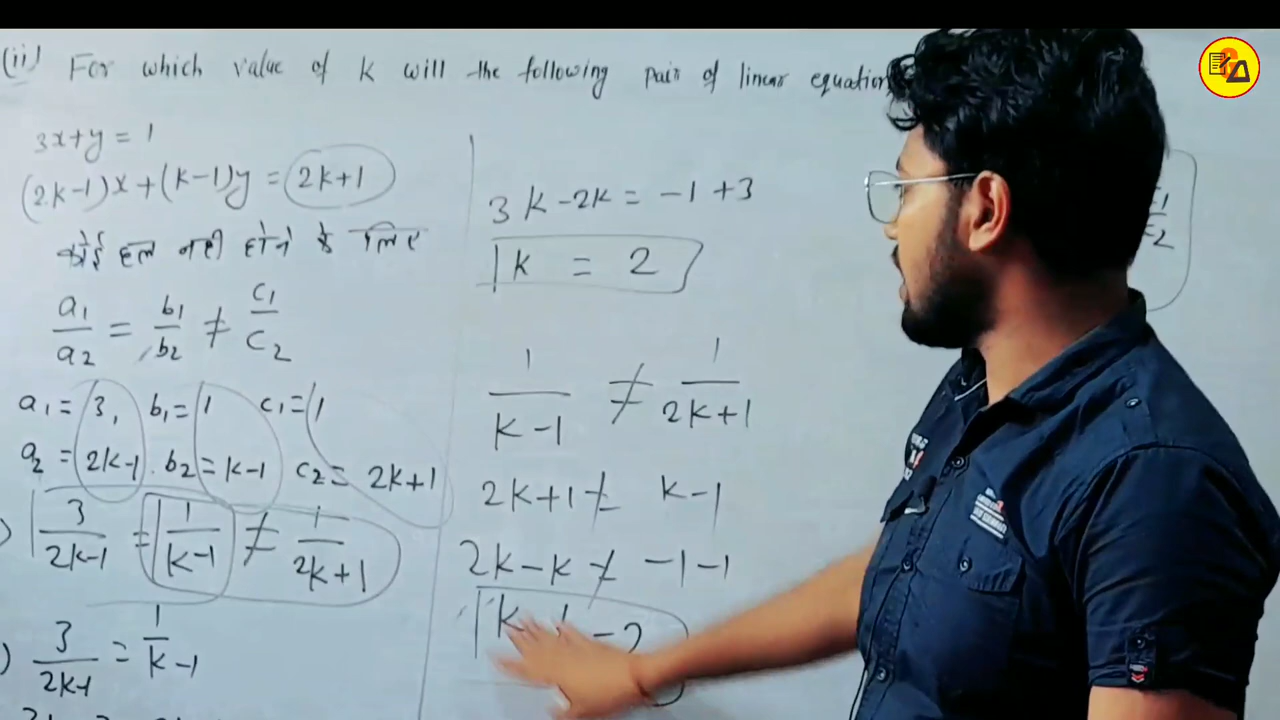 (ii) For which value of k will the following pair of linear equation
3x+y = 1
(2k-1)x+(k-1)y = 2k+1
कोई हल नही होने के लिए
a1/a2 = b1/b2 ≠ c1/c2
a1 = 3, b1 = 1 c1 = 1
a2 = 2k-1. b2 = k-1 c2 = 2k+1
) 3/2k-1 = 1/k-1 ≠ 1/2k+1
) 3/2k-1 = 1/k-1
3k-2k = -1+3
k = 2
1/k-1 ≠ 1/2k+1
2k+1 ≠ k-1
2k-k ≠ -1-1
k ≠ -2